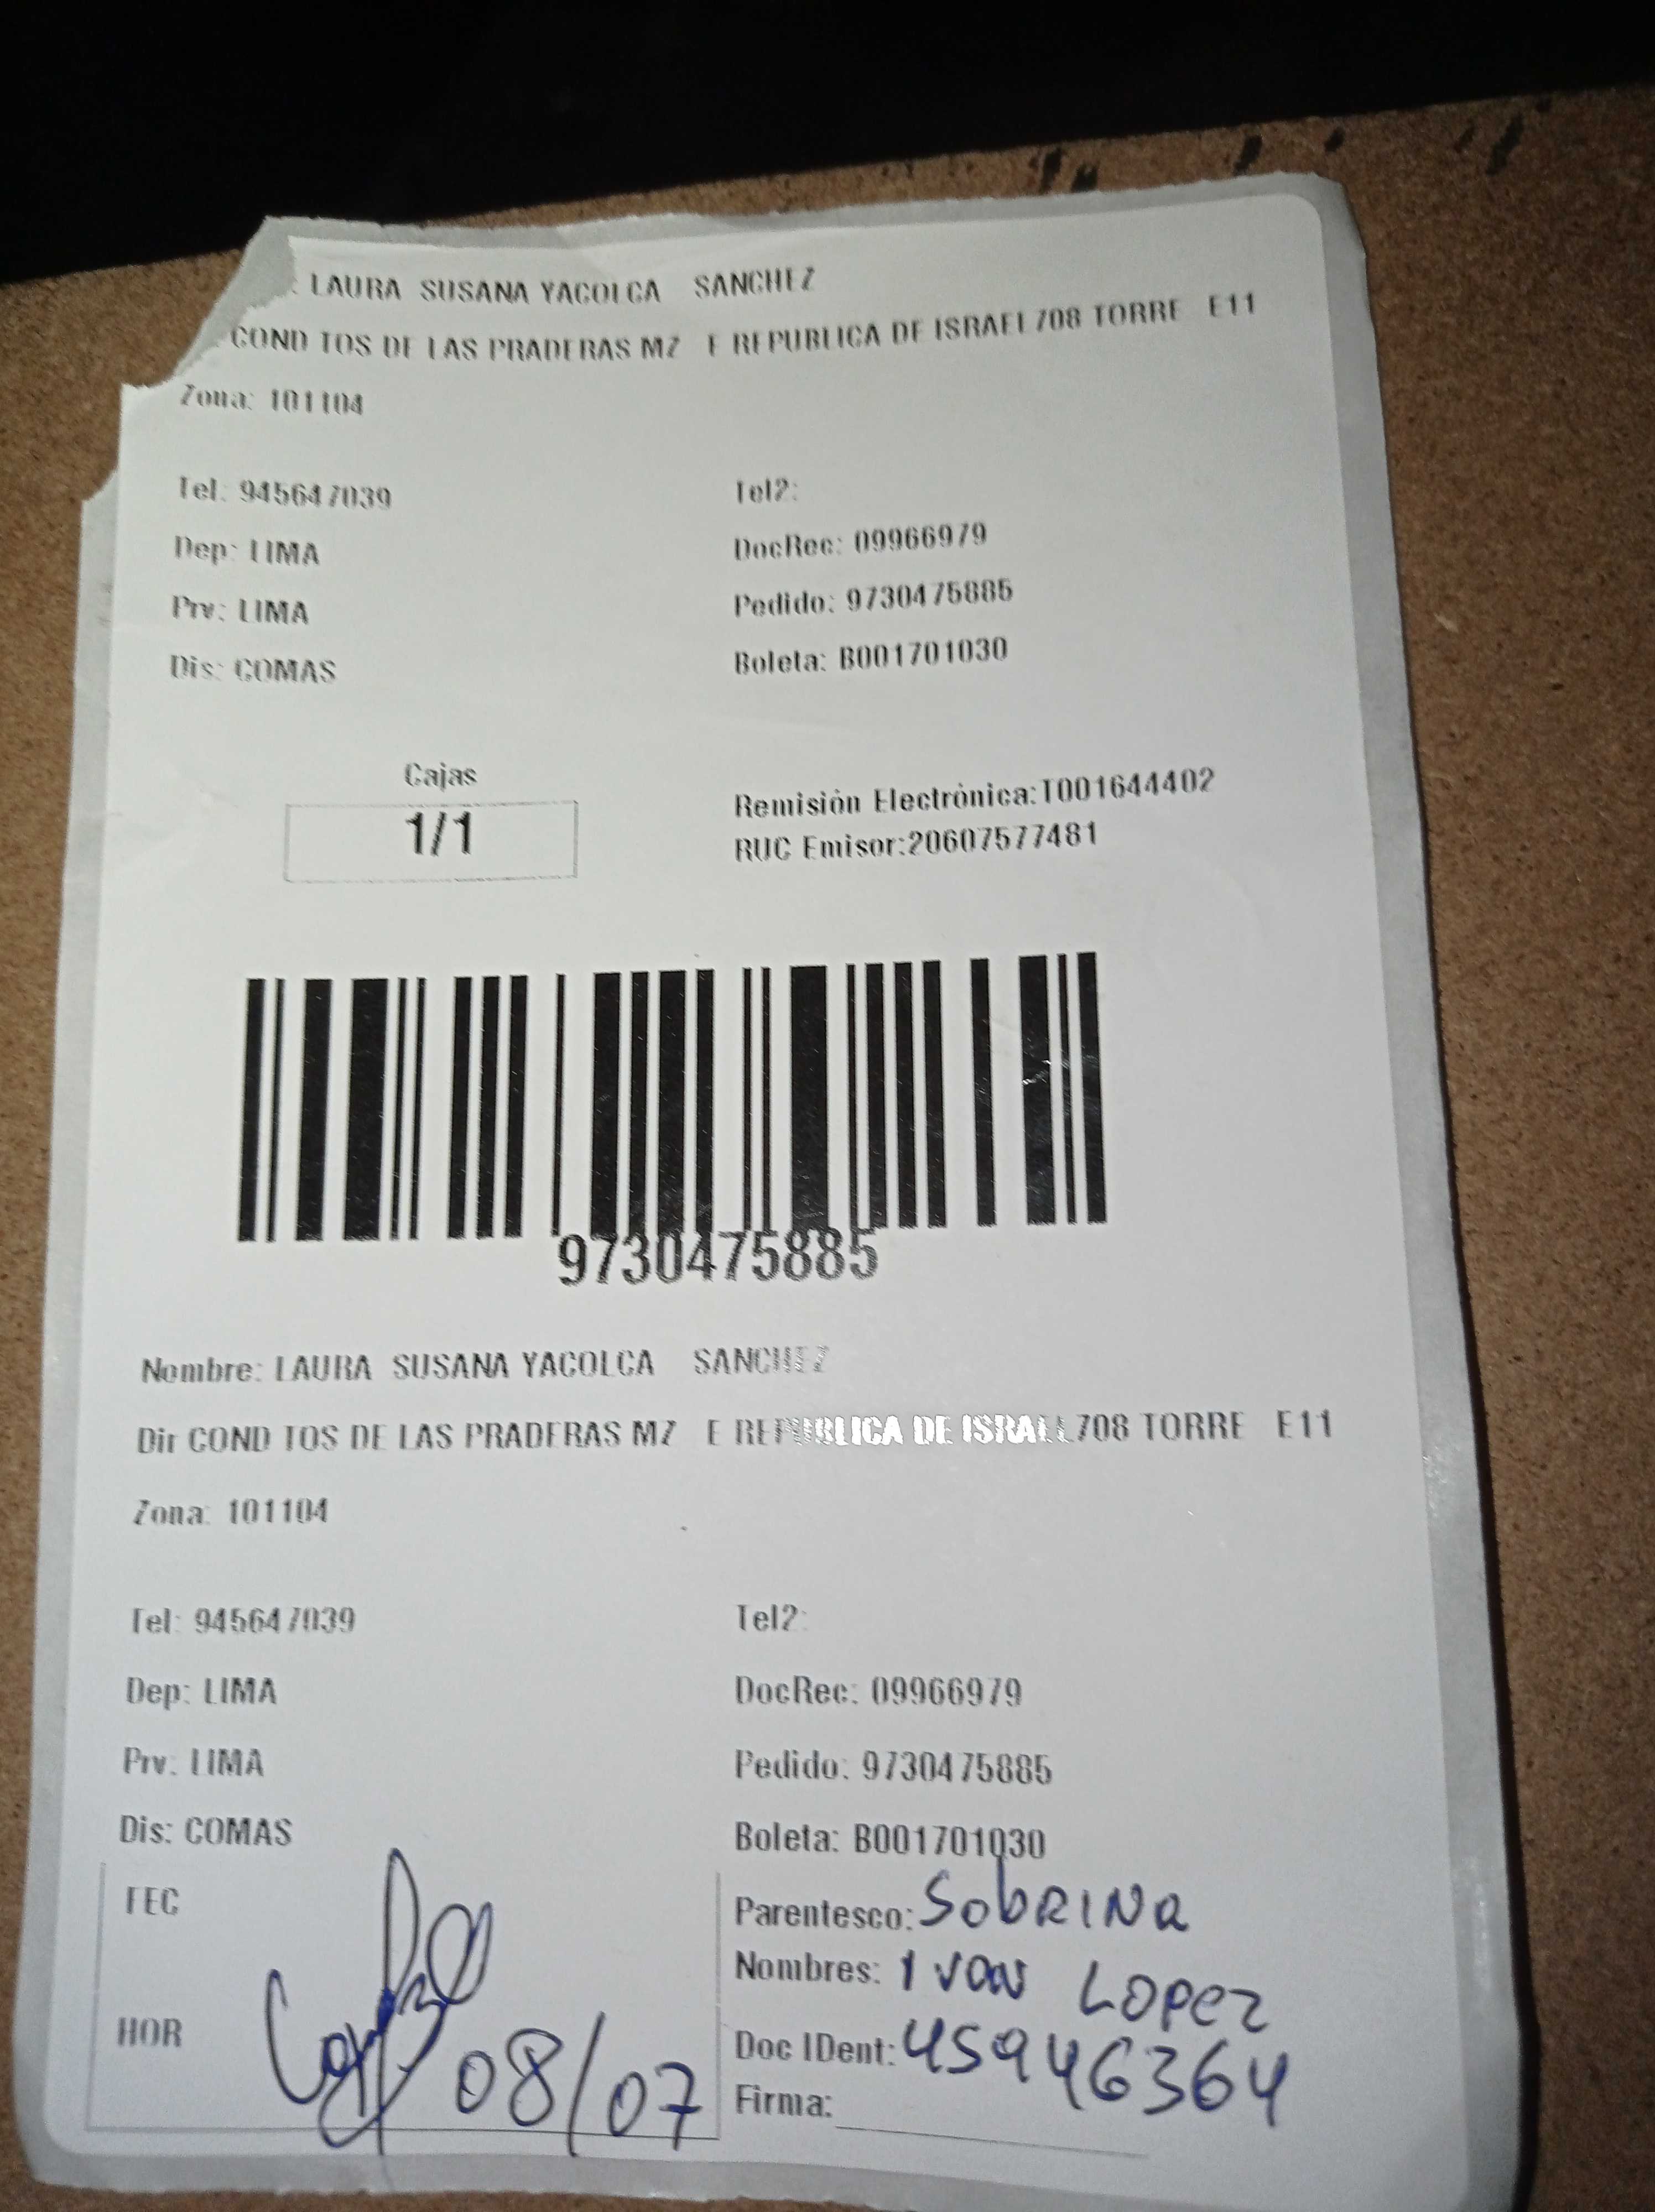 : LAURA SUSANA YACOLCA SANCHEZ
COND TOS DE LAS PRADERAS MZ E REPUBLICA DE ISRAEL 708 TORRE E11
Zona: 101104
Tel: 945647039 Tel2:
Dep: LIMA DocRec: 09966979
Prv: LIMA Pedido: 9730475885
Dis: COMAS Boleta: B001701030
Cajas
1/1
Remisión Electrónica:T001644402
RUC Emisor:20607577481
9730475885
Nombre: LAURA SUSANA YACOLCA SANCHEZ
Dir COND TOS DE LAS PRADERAS MZ E REPUBLICA DE ISRAEL 708 TORRE E11
Zona: 101104
Tel: 945647039 Tel2:
Dep: LIMA DocRec: 09966979
Prv: LIMA Pedido: 9730475885
Dis: COMAS Boleta: B001701030
FEC
Parentesco: SobRINa
Nombres: IVan Lopez
HOR
Doc IDent: 45946364
08/07
Firma: